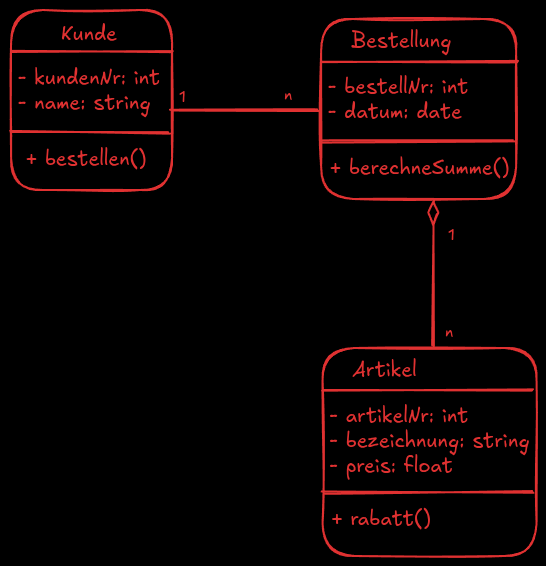 Kunde
- kundenNr: int
- name: string
+ bestellen()
1
n
Bestellung
- bestellNr: int
- datum: date
+ berechneSumme()
1
n
Artikel
- artikelNr: int
- bezeichnung: string
- preis: float
+ rabatt()